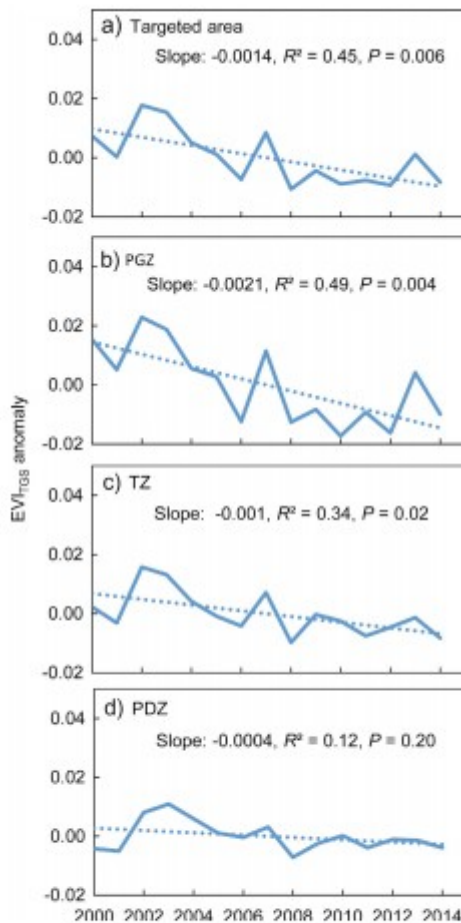 a) Targeted area
Slope: -0.0014, R² = 0.45, P = 0.006
0.04
0.02
0.00
-0.02
b) PGZ
Slope: -0.0021, R² = 0.49, P = 0.004
0.04
0.02
0.00
-0.02
EVITGS anomaly
c) TZ
Slope: -0.001, R² = 0.34, P = 0.02
0.04
0.02
0.00
-0.02
d) PDZ
Slope: -0.0004, R² = 0.12, P = 0.20
0.04
0.02
0.00
-0.02
2000 2002 2004 2006 2008 2010 2012 2014